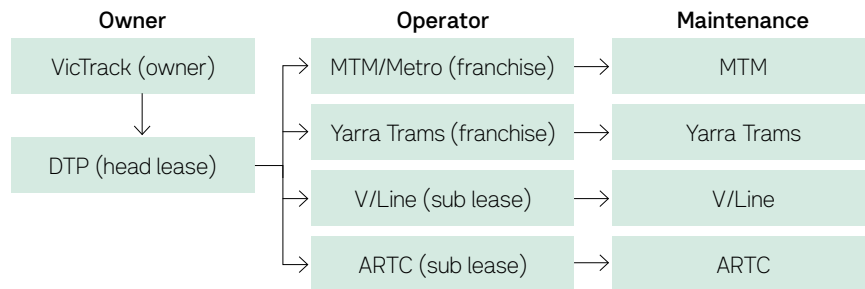 Owner
Operator
Maintenance
VicTrack (owner)
MTM/Metro (franchise)
MTM
Yarra Trams (franchise)
Yarra Trams
DTP (head lease)
V/Line (sub lease)
V/Line
ARTC (sub lease)
ARTC